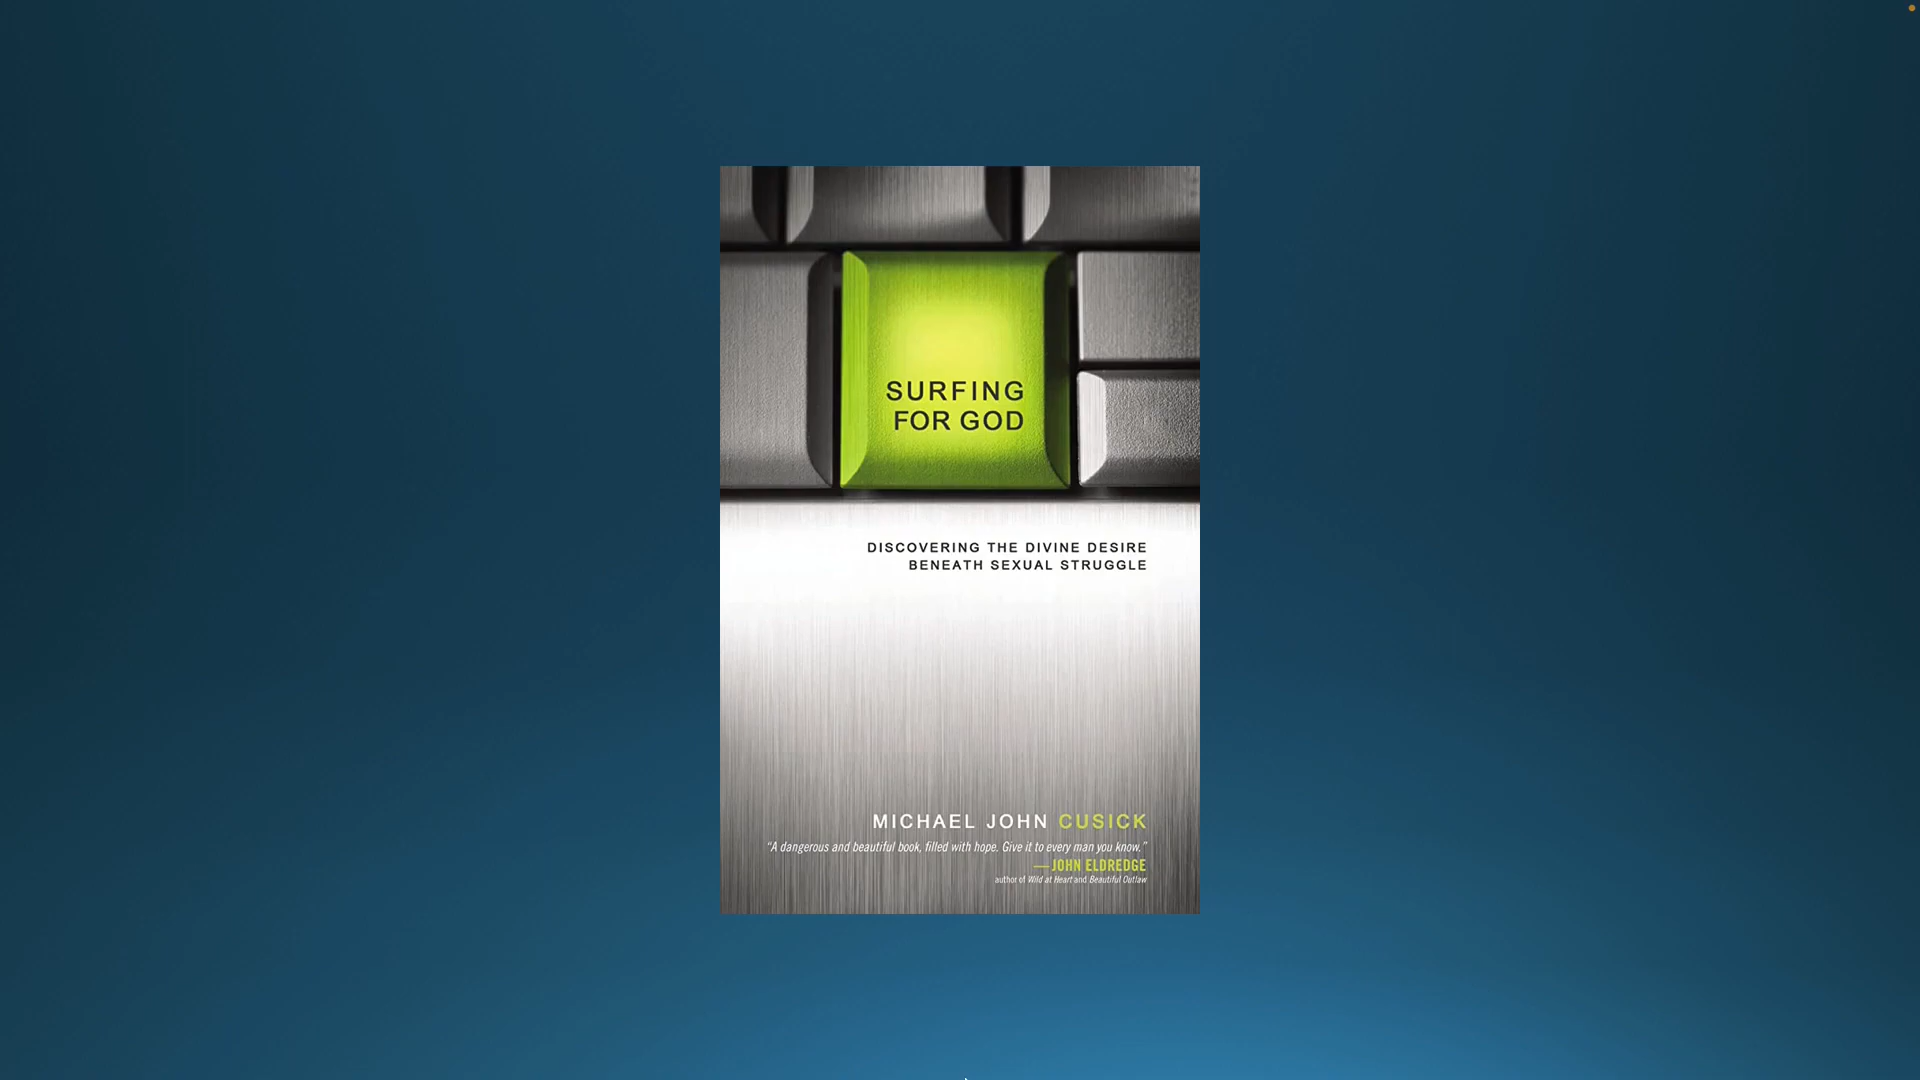 SURFING
FOR GOD
DISCOVERING THE DIVINE DESIRE
BENEATH SEXUAL STRUGGLE
MICHAEL JOHN CUSICK
“A dangerous and beautiful book, filled with hope. Give it to every man you know.”
—JOHN ELDREDGE
author of Wild at Heart and Beautiful Outlaw